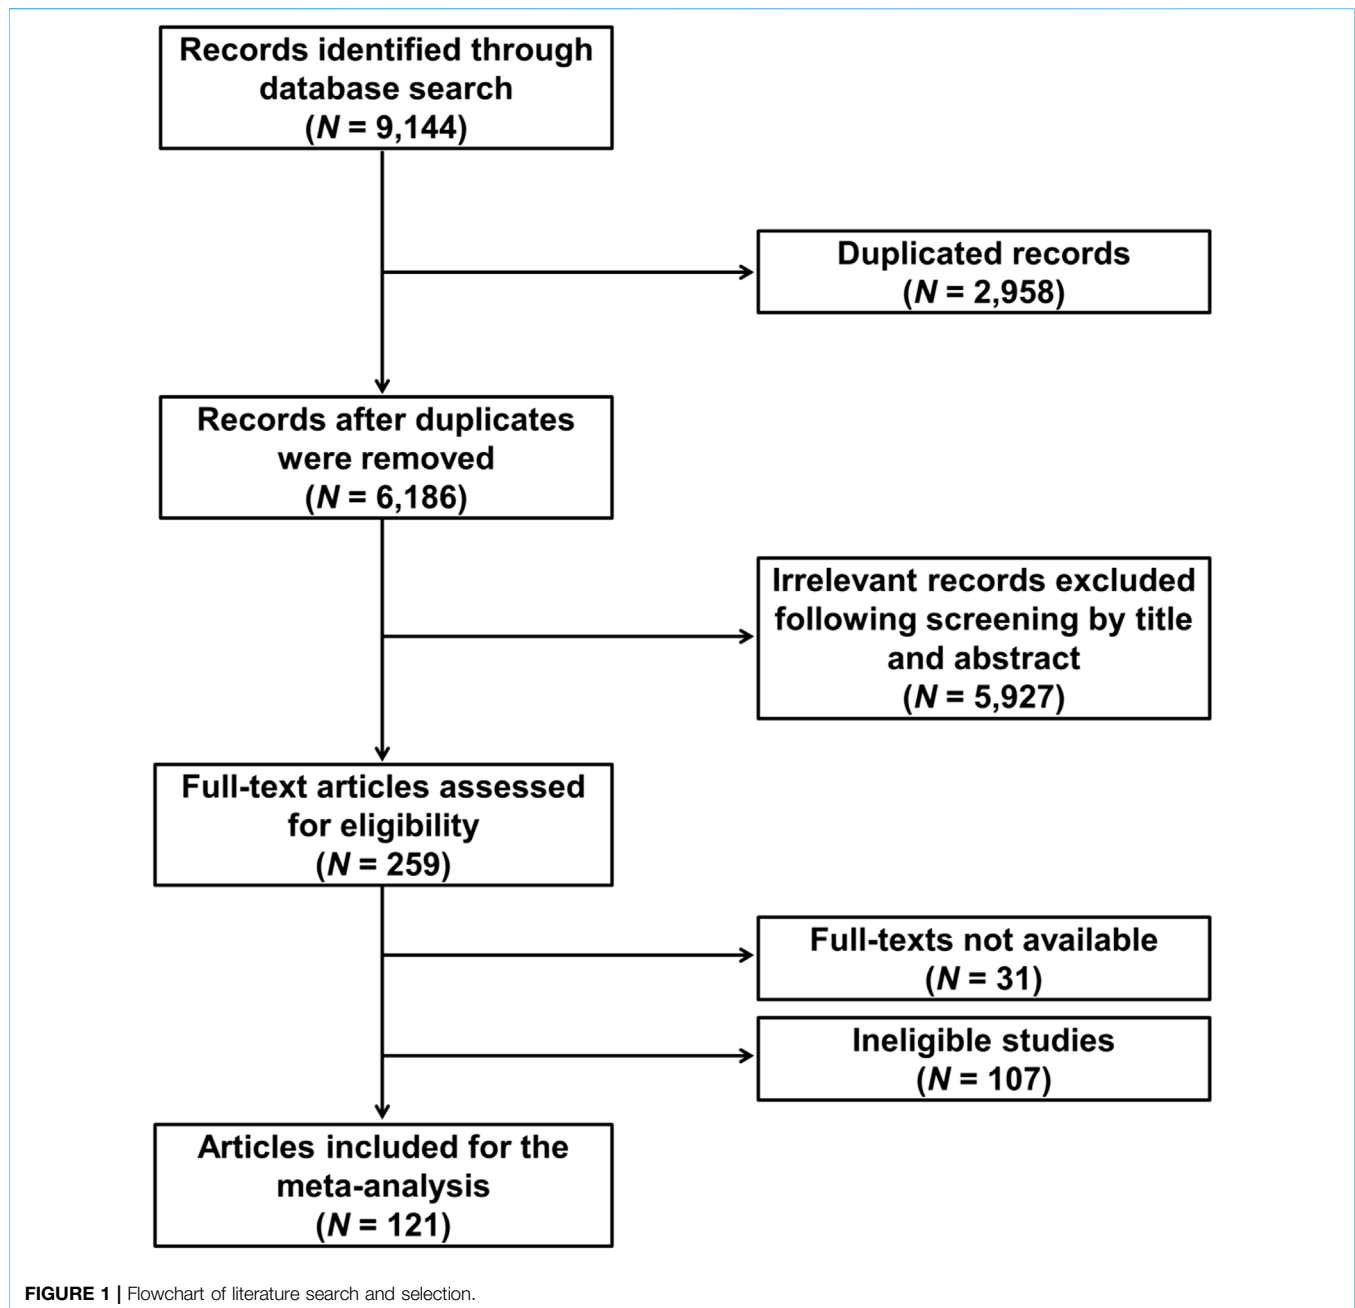 Records identified through
database search
(N = 9,144)
Duplicated records
(N = 2,958)
Records after duplicates
were removed
(N = 6,186)
Irrelevant records excluded
following screening by title
and abstract
(N = 5,927)
Full-text articles assessed
for eligibility
(N = 259)
Full-texts not available
(N = 31)
Ineligible studies
(N = 107)
Articles included for the
meta-analysis
(N = 121)
FIGURE 1 | Flowchart of literature search and selection.